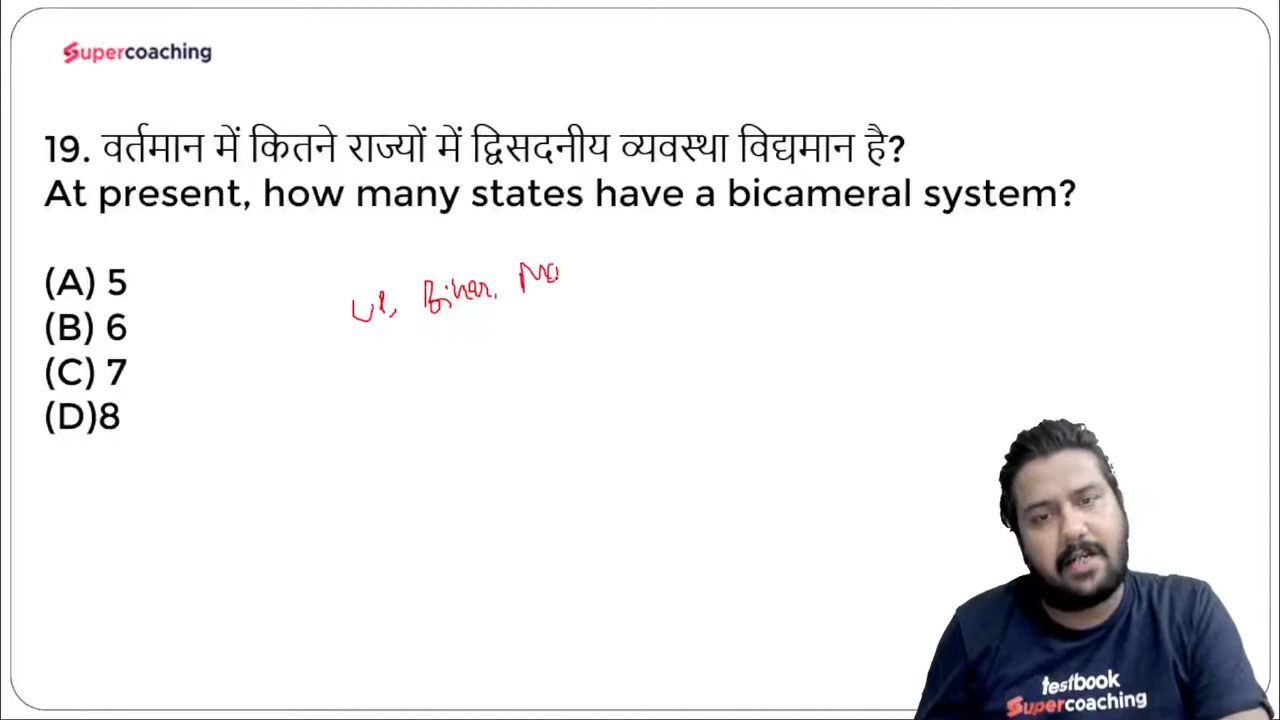 Supercoaching
19. वर्तमान में कितने राज्यों में द्विसदनीय व्यवस्था विद्यमान है?
At present, how many states have a bicameral system?
(A) 5
(B) 6
(C) 7
(D)8
UP, Bihar,
testbook
Supercoaching